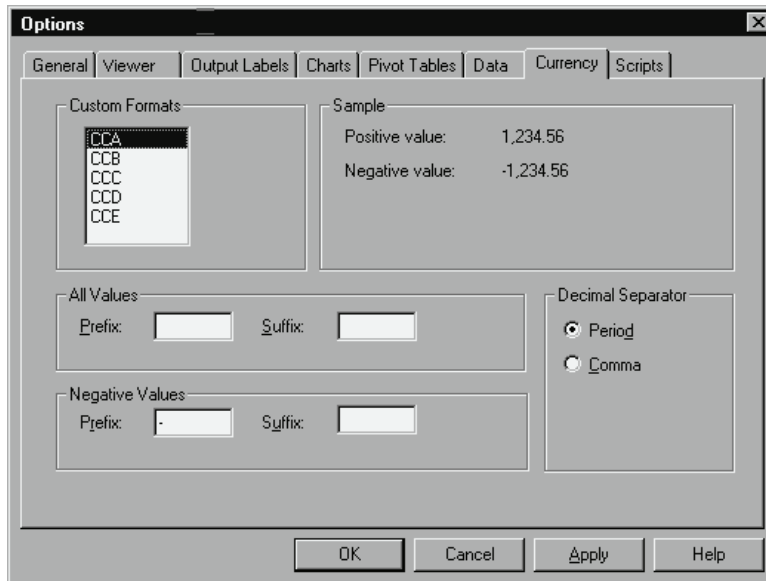 Options
General Viewer Output Labels Charts Pivot Tables Data Currency Scripts
Custom Formats
CCA
CCB
CCC
CCD
CCE
Sample
Positive value: 1,234.56
Negative value: -1,234.56
All Values
Prefix: Suffix:
Decimal Separator
Period
Comma
Negative Values
Prefix: - Suffix:
OK Cancel Apply Help